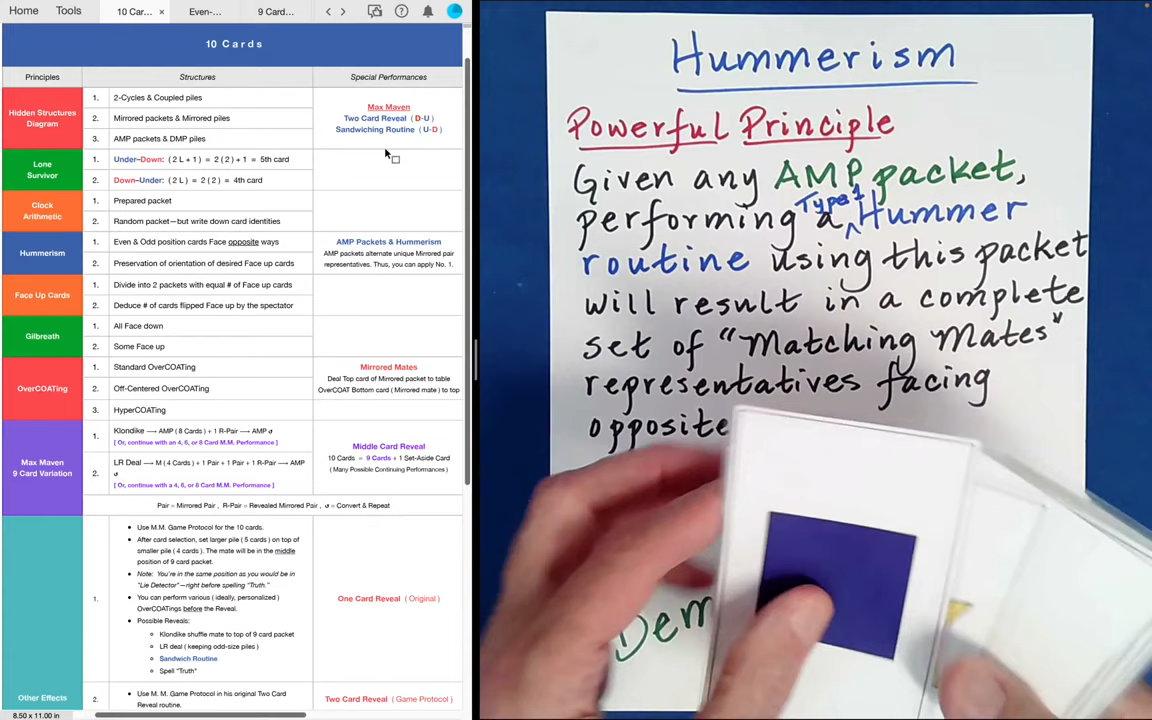 Home Tools 10 Car... × Even-... 9 Card...
10 Cards
Principles Structures Special Performances
Hidden Structures Diagram
1. 2-Cycles & Coupled piles
2. Mirrored packets & Mirrored piles
3. AMP packets & DMP piles
Max Maven
Two Card Reveal ( D-U )
Sandwiching Routine ( U-D )
Lone
Survivor
1. Under–Down: ( 2 L + 1 ) = 2 ( 2 ) + 1 = 5th card
2. Down–Under: ( 2 L ) = 2 ( 2 ) = 4th card
Clock
Arithmetic
1. Prepared packet
2. Random packet—but write down card identities
Hummerism
1. Even & Odd position cards Face opposite ways
2. Preservation of orientation of desired Face up cards
AMP Packets & Hummerism
AMP packets alternate unique Mirrored pair
representatives. Thus, you can apply No. 1.
Face Up Cards
1. Divide into 2 packets with equal # of Face up cards
2. Deduce # of cards flipped Face up by the spectator
Gilbreath
1. All Face down
2. Some Face up
OverCOATing
1. Standard OverCOATing
2. Off-Centered OverCOATing
3. HyperCOATing
Mirrored Mates
Deal Top card of Mirrored packet to table
OverCOAT Bottom card ( Mirrored mate ) to top
Max Maven
9 Card Variation
1. Klondike → AMP ( 8 Cards ) + 1 R-Pair → AMP ↺
[ Or, continue with an 4, 6, or 8 Card M.M. Performance ]
2. LR Deal → M ( 4 Cards ) + 1 Pair + 1 Pair + 1 R-Pair → AMP
↺
[ Or, continue with a 4, 6, or 8 Card M.M. Performance ]
Middle Card Reveal
10 Cards = 9 Cards + 1 Set-Aside Card
( Many Possible Continuing Performances )
Pair = Mirrored Pair , R-Pair = Revealed Mirrored Pair , ↺ = Convert & Repeat
Other Effects
1.
• Use M.M. Game Protocol for the 10 cards.
• After card selection, set larger pile ( 5 cards ) on top of
smaller pile ( 4 cards ). The mate will be in the middle
position of 9 card packet.
• Note: You're in the same position as you would be in
"Lie Detector"—right before spelling "Truth."
• You can perform various ( ideally, personalized )
OverCOATings before the Reveal.
• Possible Reveals:
○ Klondike shuffle mate to top of 9 card packet
○ LR deal ( keeping odd-size piles )
○ Sandwich Routine
○ Spell "Truth"
One Card Reveal ( Original )
2.
• Use M. M. Game Protocol in his original Two Card
Reveal routine.
Two Card Reveal ( Game Protocol )
8.50 x 11.00 in
Hummerism
Powerful Principle
Given any AMP packet,
performing a Type 1 Hummer
routine using this packet
will result in a complete
set of "Matching Mates"
representatives facing
opposite
Dem